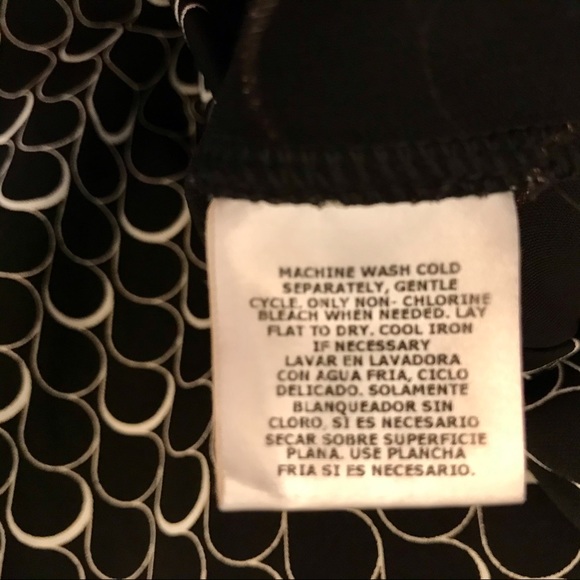 MACHINE WASH COLD
SEPARATELY, GENTLE
CYCLE. ONLY NON- CHLORINE
BLEACH WHEN NEEDED. LAY
FLAT TO DRY. COOL IRON
IF NECESSARY
LAVAR EN LAVADORA
CON AGUA FRIA, CICLO
DELICADO. SOLAMENTE
BLANQUEADOR SIN
CLORO, SI ES NECESARIO
SECAR SOBRE SUPERFICIE
PLANA. USE PLANCHA
FRIA SI ES NECESARIO.